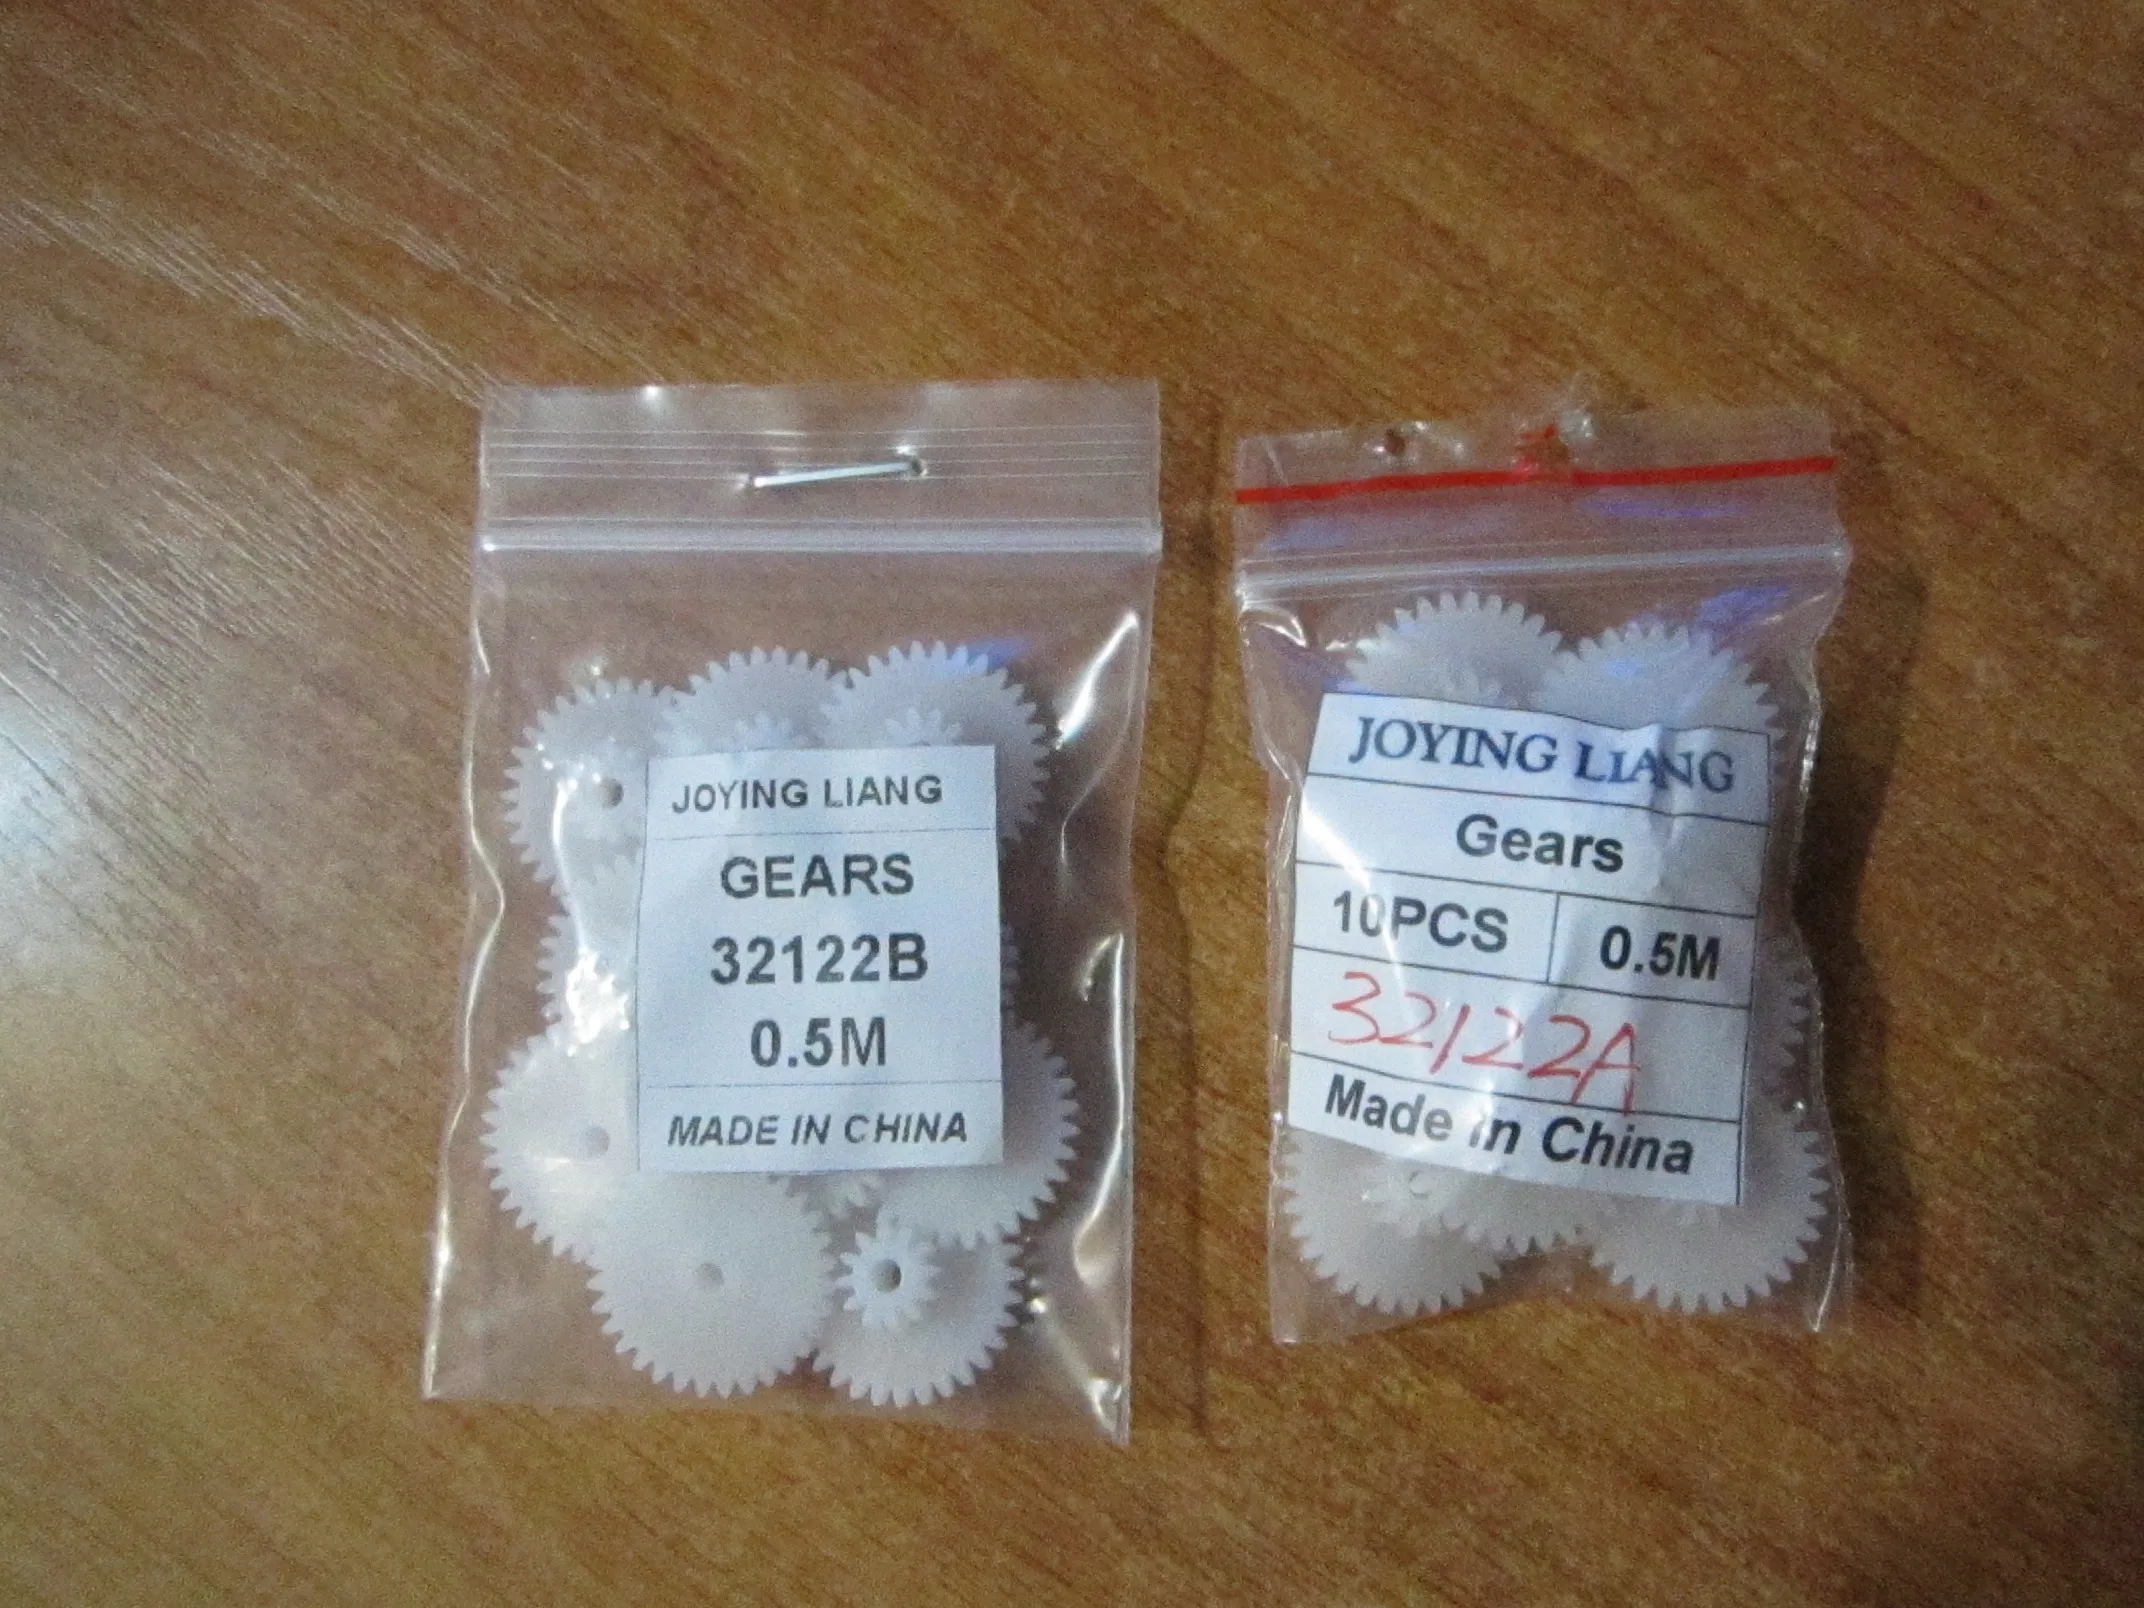 JOYING LIANG
GEARS
32122B
0.5M
MADE IN CHINA
JOYING LIANG
Gears
10PCS 0.5M
32122A
Made in China